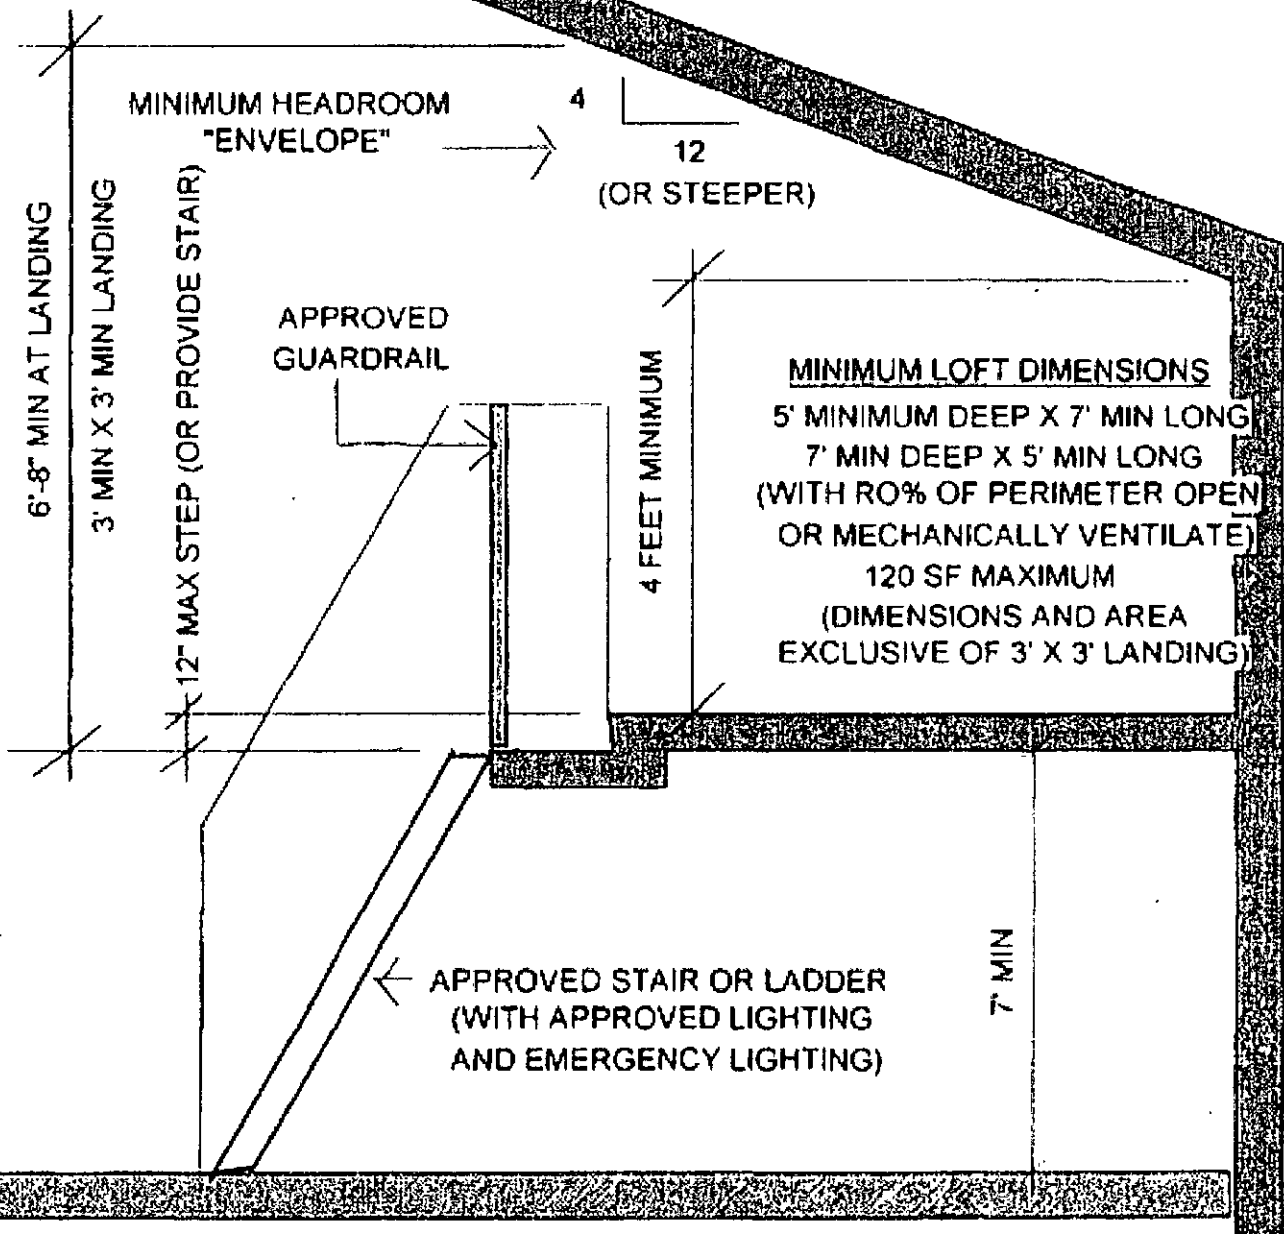 MINIMUM HEADROOM
"ENVELOPE"
4
12
(OR STEEPER)
6'-8" MIN AT LANDING
3' MIN X 3' MIN LANDING
12" MAX STEP (OR PROVIDE STAIR)
APPROVED
GUARDRAIL
4 FEET MINIMUM
MINIMUM LOFT DIMENSIONS
5' MINIMUM DEEP X 7' MIN LONG
7' MIN DEEP X 5' MIN LONG
(WITH RO% OF PERIMETER OPEN
OR MECHANICALLY VENTILATE)
120 SF MAXIMUM
(DIMENSIONS AND AREA
EXCLUSIVE OF 3' X 3' LANDING)
APPROVED STAIR OR LADDER
(WITH APPROVED LIGHTING
AND EMERGENCY LIGHTING)
7' MIN